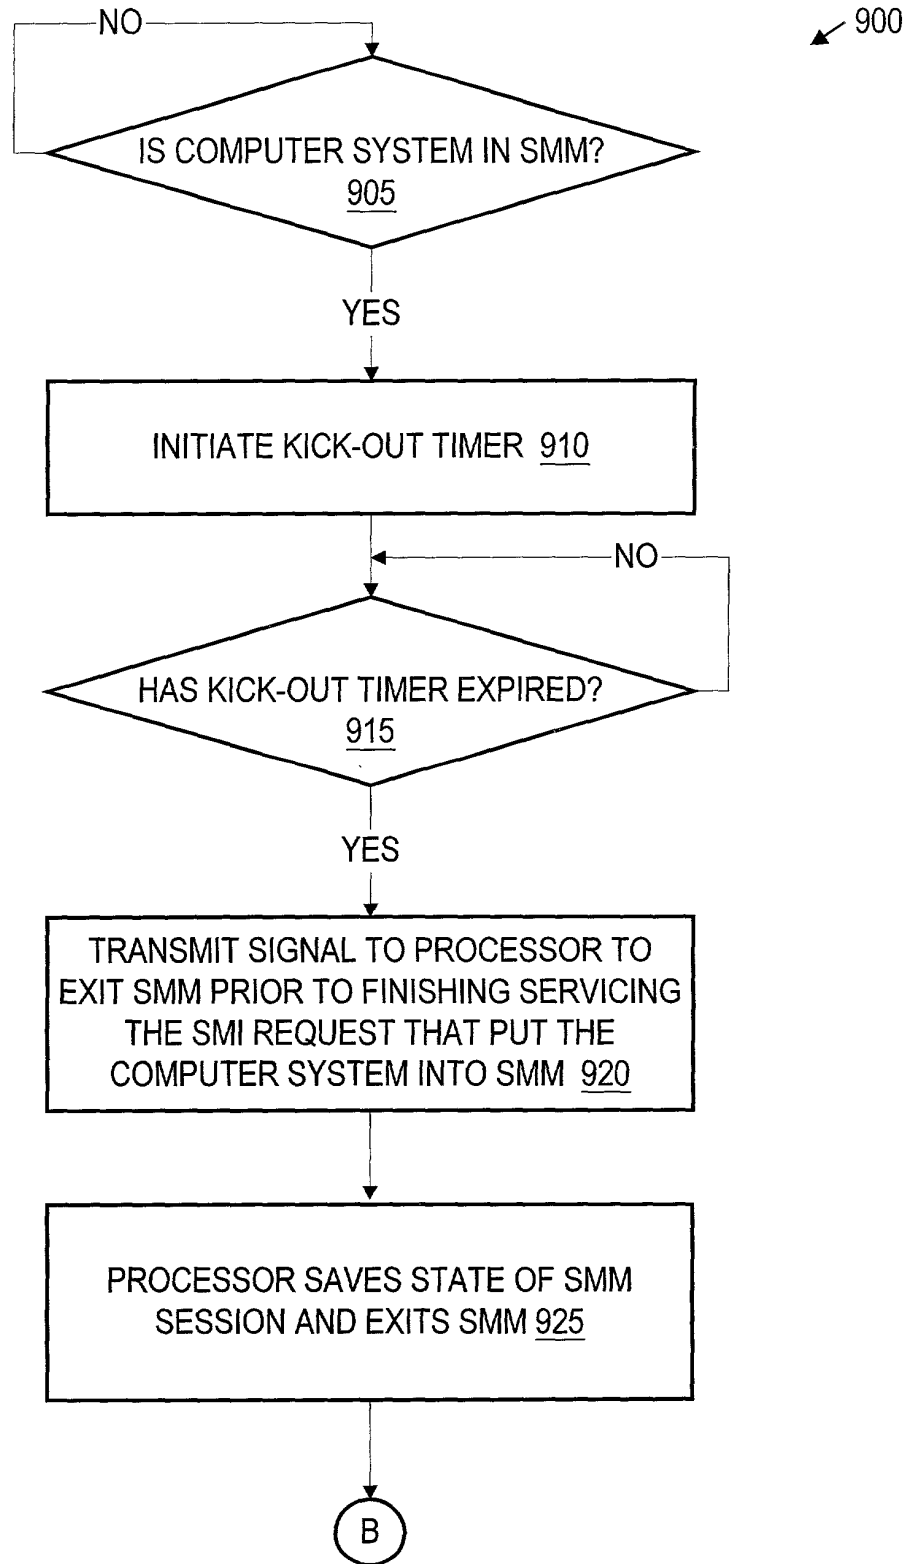 NO
900
IS COMPUTER SYSTEM IN SMM?
905
YES
INITIATE KICK-OUT TIMER 910
NO
HAS KICK-OUT TIMER EXPIRED?
915
YES
TRANSMIT SIGNAL TO PROCESSOR TO
EXIT SMM PRIOR TO FINISHING SERVICING
THE SMI REQUEST THAT PUT THE
COMPUTER SYSTEM INTO SMM 920
PROCESSOR SAVES STATE OF SMM
SESSION AND EXITS SMM 925
B